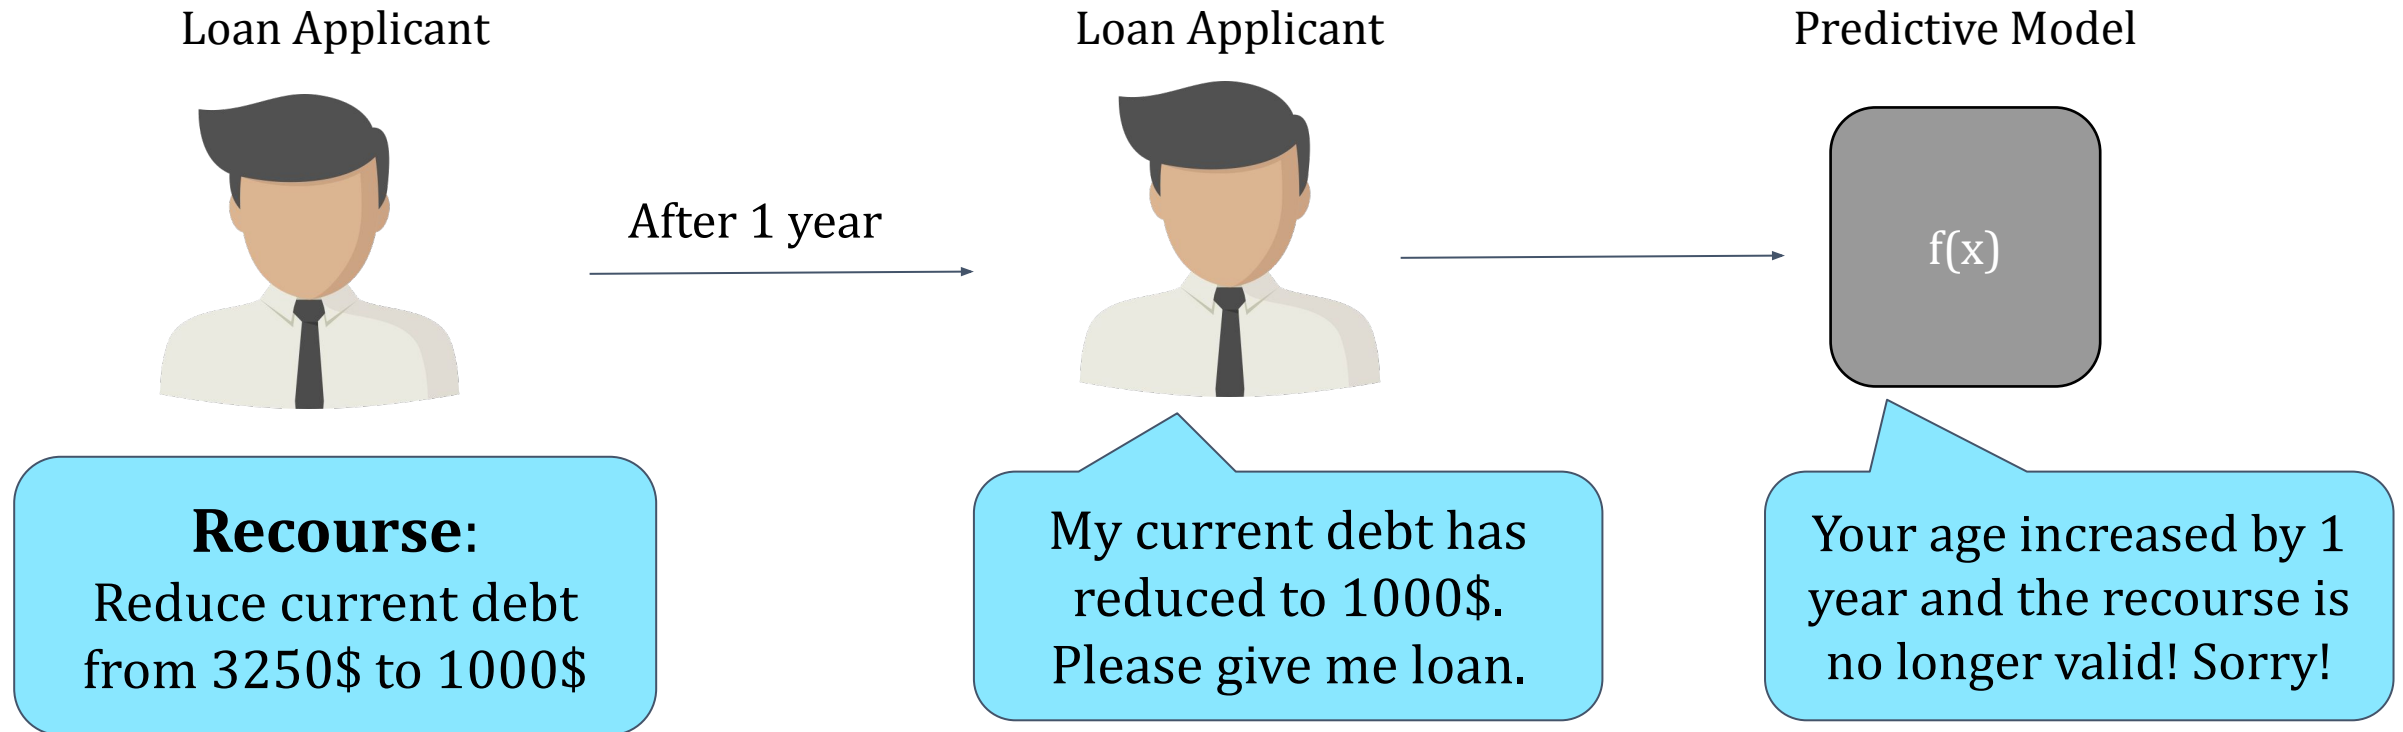 Loan Applicant
Loan Applicant
Predictive Model
After 1 year
f(x)
Recourse:
Reduce current debt
from 3250$ to 1000$
My current debt has
reduced to 1000$.
Please give me loan.
Your age increased by 1
year and the recourse is
no longer valid! Sorry!